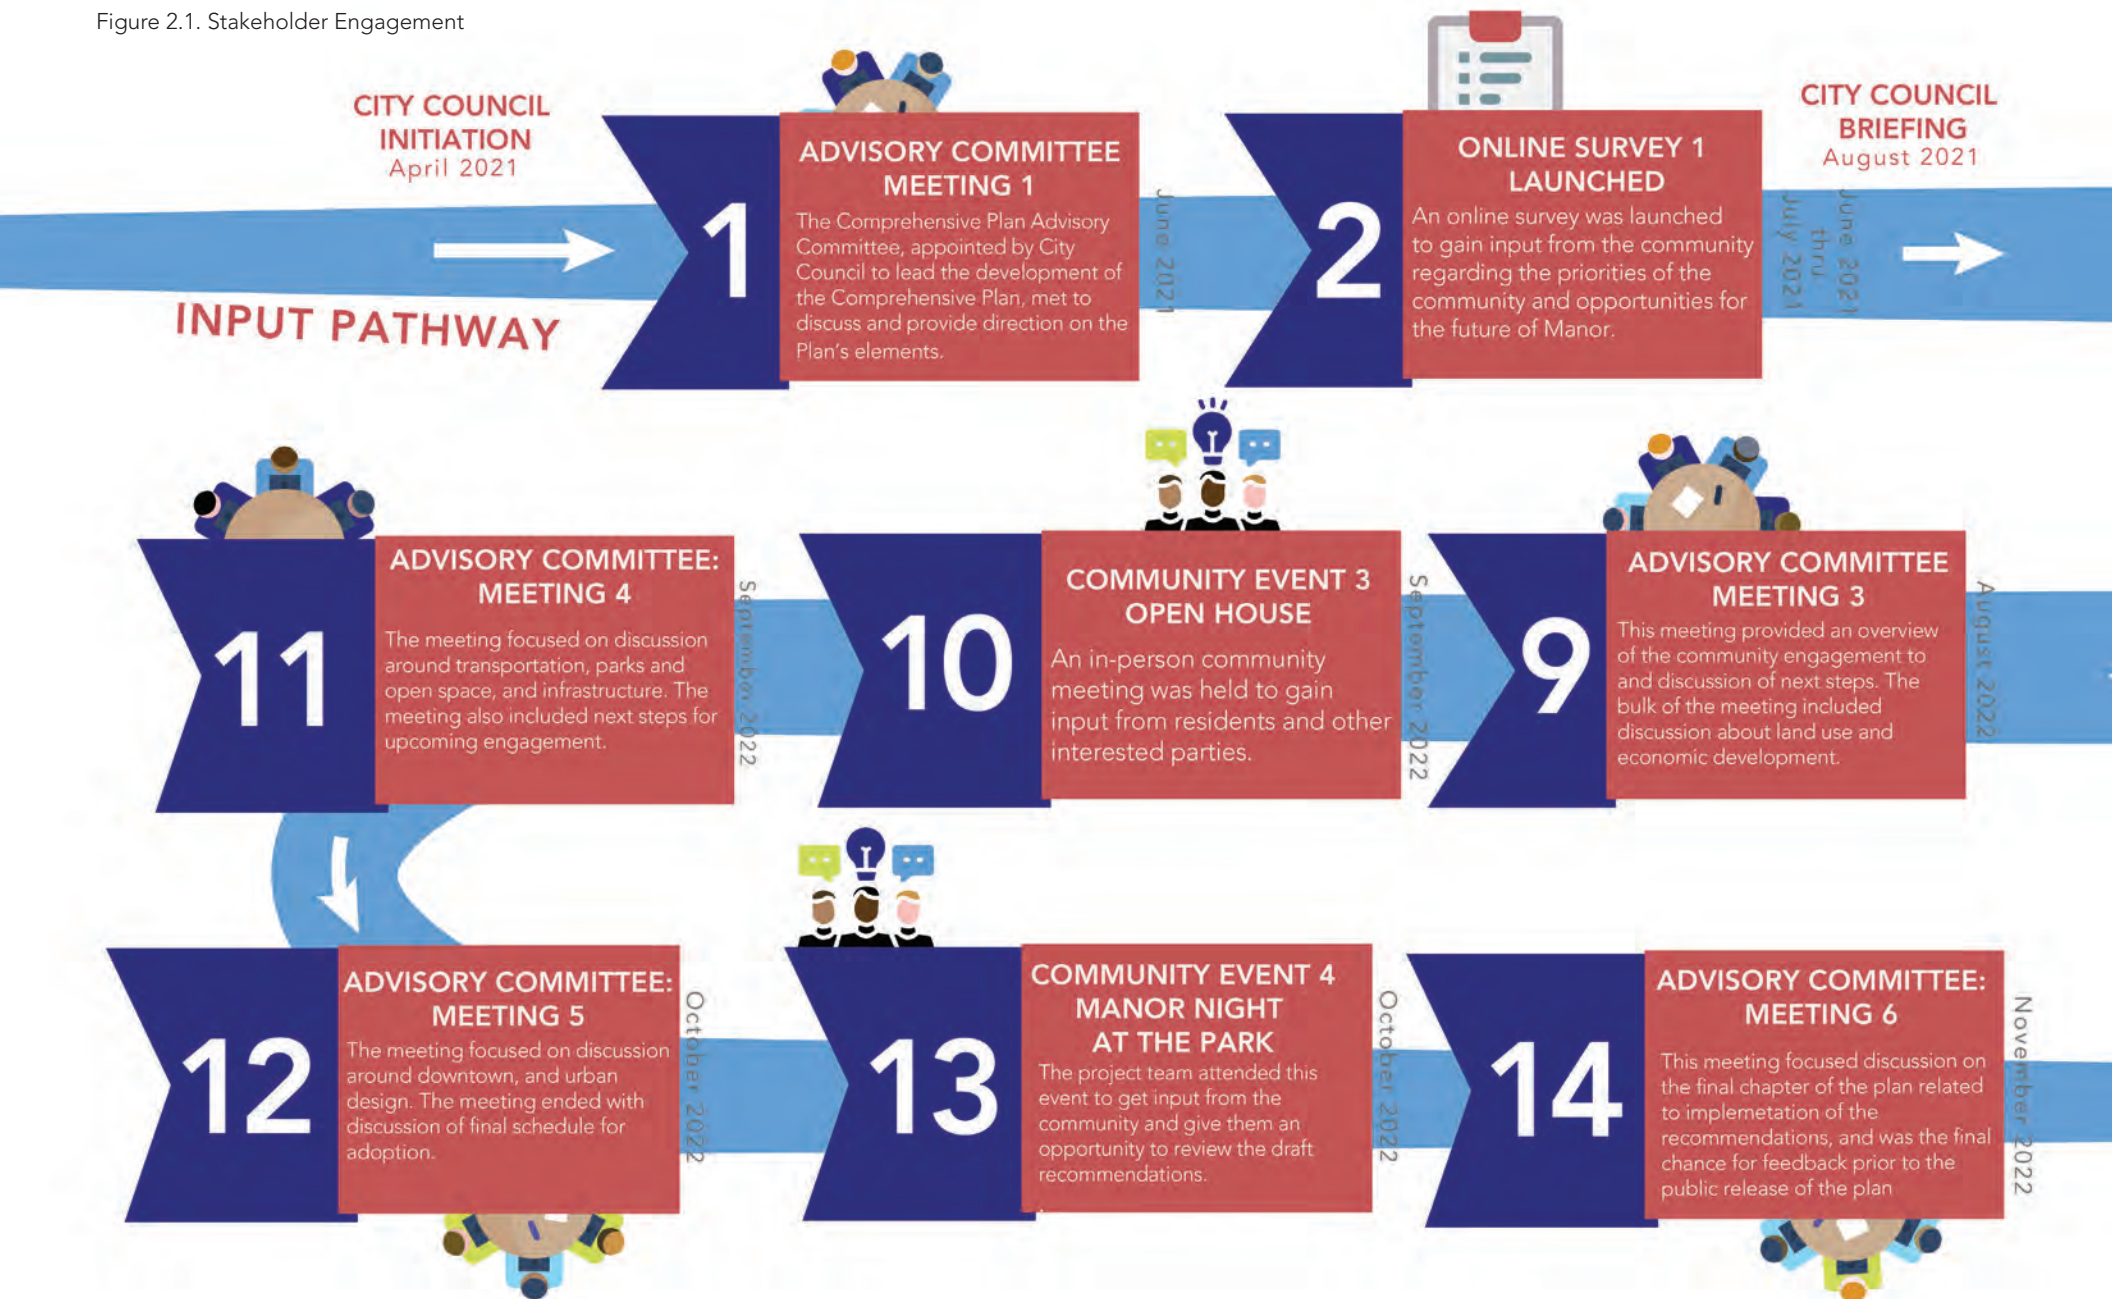 Figure 2.1. Stakeholder Engagement
CITY COUNCIL
INITIATION
April 2021
INPUT PATHWAY
1
ADVISORY COMMITTEE
MEETING 1
The Comprehensive Plan Advisory
Committee, appointed by City
Council to lead the development of
the Comprehensive Plan, met to
discuss and provide direction on the
Plan's elements.
June 2021
2
ONLINE SURVEY 1
LAUNCHED
An online survey was launched
to gain input from the community
regarding the priorities of the
community and opportunities for
the future of Manor.
June 2021
thru
July 2021
CITY COUNCIL
BRIEFING
August 2021
11
ADVISORY COMMITTEE:
MEETING 4
The meeting focused on discussion
around transportation, parks and
open space, and infrastructure. The
meeting also included next steps for
upcoming engagement.
September 2022
10
COMMUNITY EVENT 3
OPEN HOUSE
An in-person community
meeting was held to gain
input from residents and other
interested parties.
September 2022
9
ADVISORY COMMITTEE
MEETING 3
This meeting provided an overview
of the community engagement to
and discussion of next steps. The
bulk of the meeting included
discussion about land use and
economic development.
August 2022
12
ADVISORY COMMITTEE:
MEETING 5
The meeting focused on discussion
around downtown, and urban
design. The meeting ended with
discussion of final schedule for
adoption.
October 2022
13
COMMUNITY EVENT 4
MANOR NIGHT
AT THE PARK
The project team attended this
event to get input from the
community and give them an
opportunity to review the draft
recommendations.
October 2022
14
ADVISORY COMMITTEE:
MEETING 6
This meeting focused discussion on
the final chapter of the plan related
to implemetation of the
recommendations, and was the final
chance for feedback prior to the
public release of the plan
November 2022